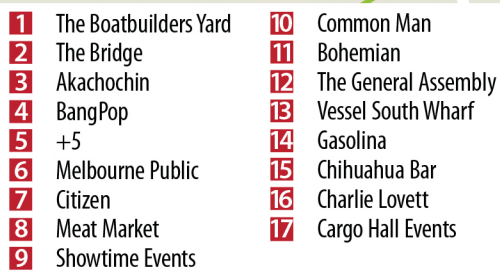 1 The Boatbuilders Yard
2 The Bridge
3 Akachochin
4 BangPop
5 +5
6 Melbourne Public
7 Citizen
8 Meat Market
9 Showtime Events
10 Common Man
11 Bohemian
12 The General Assembly
13 Vessel South Wharf
14 Gasolina
15 Chihuahua Bar
16 Charlie Lovett
17 Cargo Hall Events